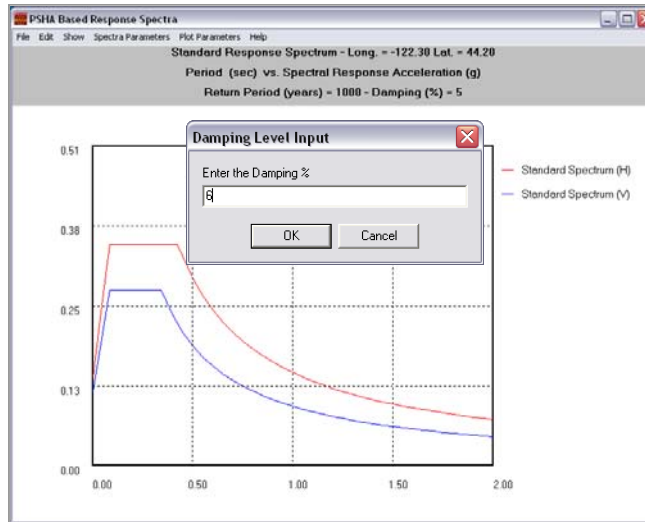 PSHA Based Response Spectra
File Edit Show Spectra Parameters Plot Parameters Help
Standard Response Spectrum - Long. = -122.30 Lat. = 44.20
Period (sec) vs. Spectral Response Acceleration (g)
Return Period (years) = 1000 - Damping (%) = 5
Damping Level Input
Enter the Damping %
6
OK Cancel
Standard Spectrum (H)
Standard Spectrum (V)
0.51
0.38
0.25
0.13
0.00
0.00 0.50 1.00 1.50 2.00